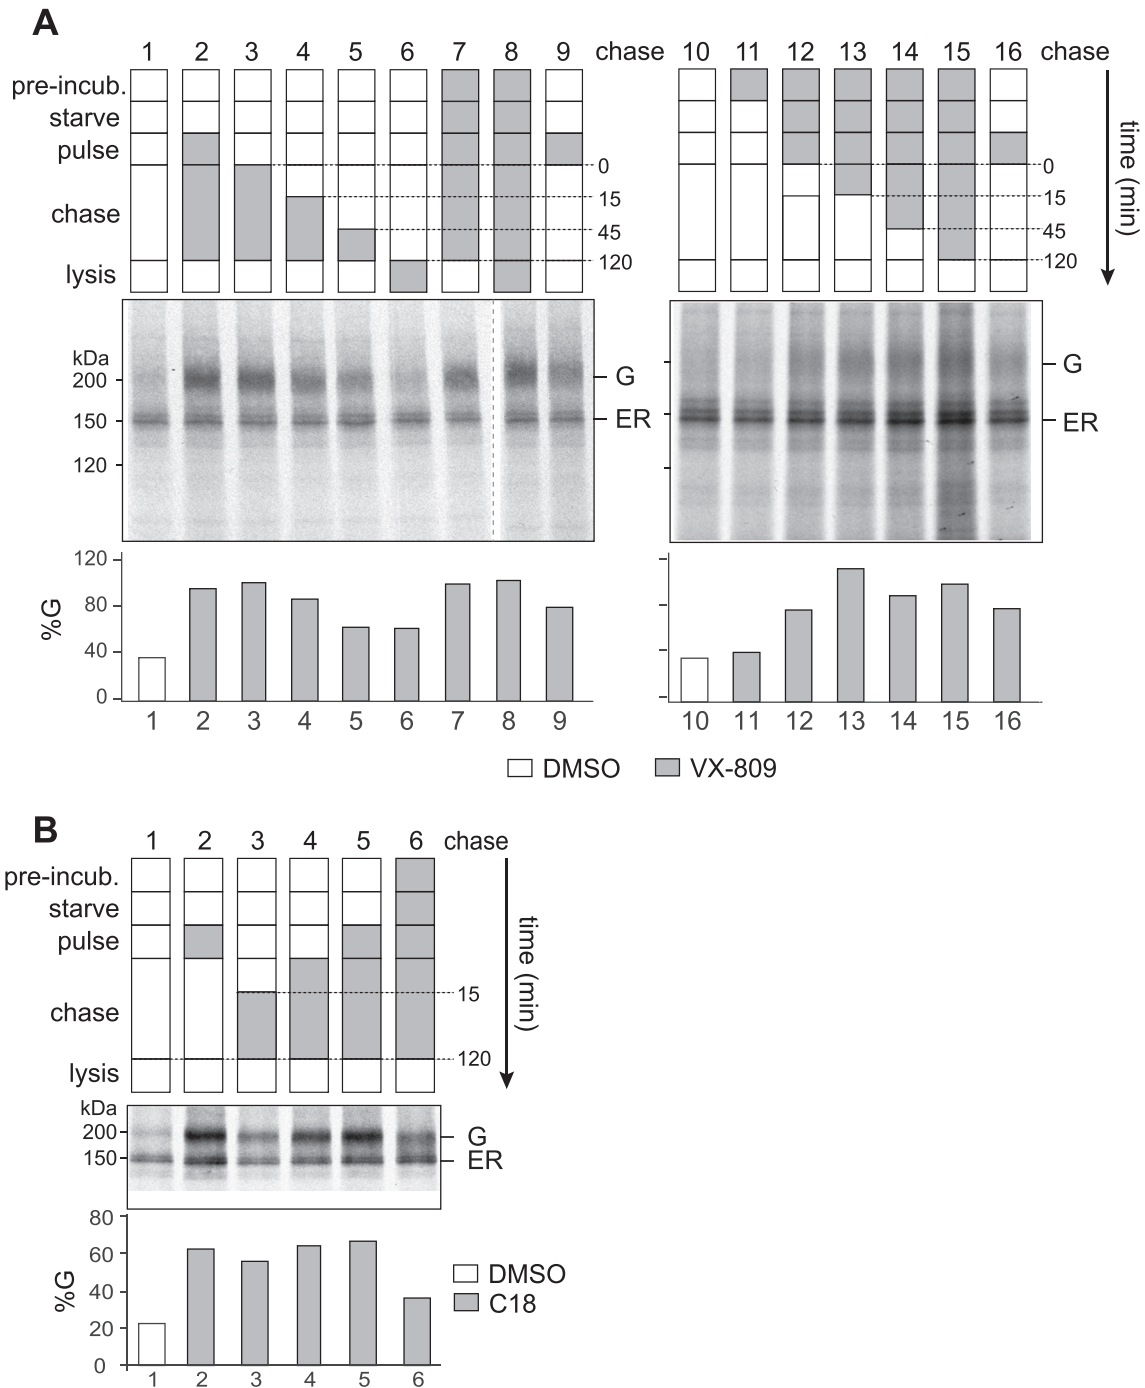 A
1 2 3 4 5 6 7 8 9 chase 10 11 12 13 14 15 16 chase
pre-incub.
starve
pulse
0 0
15 15
chase
45 45
120 120
lysis
time (min)
kDa
200 G G
150 ER ER
120
120
80
%G
40
0
1 2 3 4 5 6 7 8 9 10 11 12 13 14 15 16
DMSO VX-809
B
1 2 3 4 5 6 chase
pre-incub.
starve
pulse
15
chase
120
lysis
time (min)
kDa
200 G
150 ER
80
60
%G
40
20
0
DMSO
C18
1 2 3 4 5 6